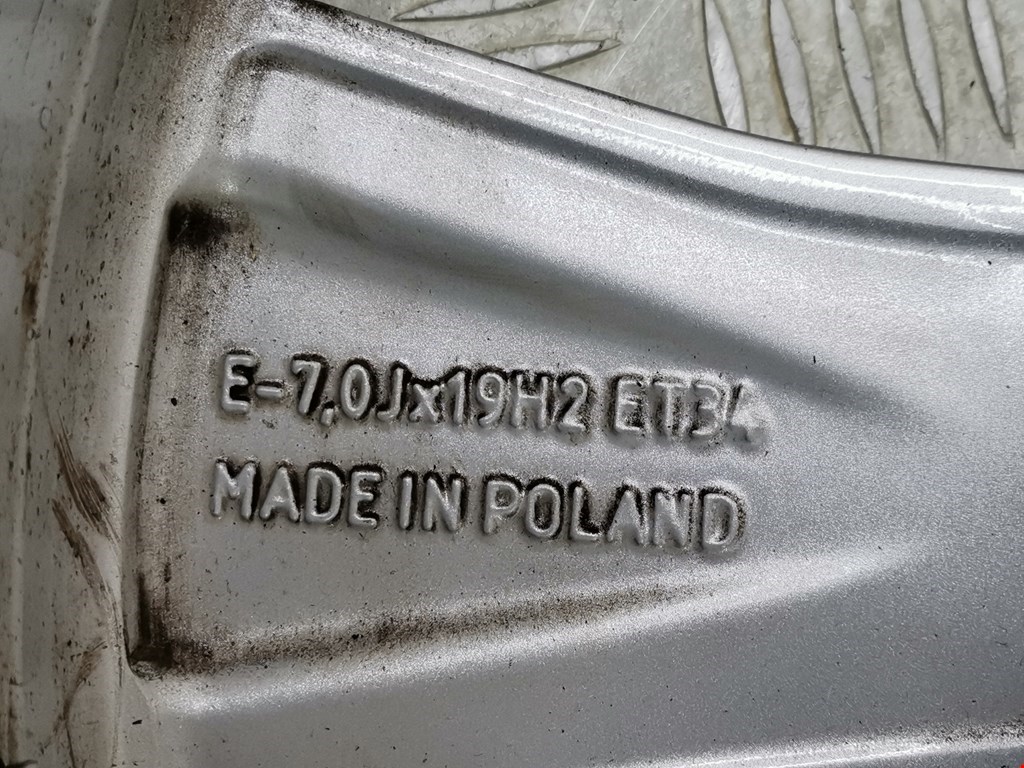 E-7,0Jx19H2 ET34
MADE IN POLAND